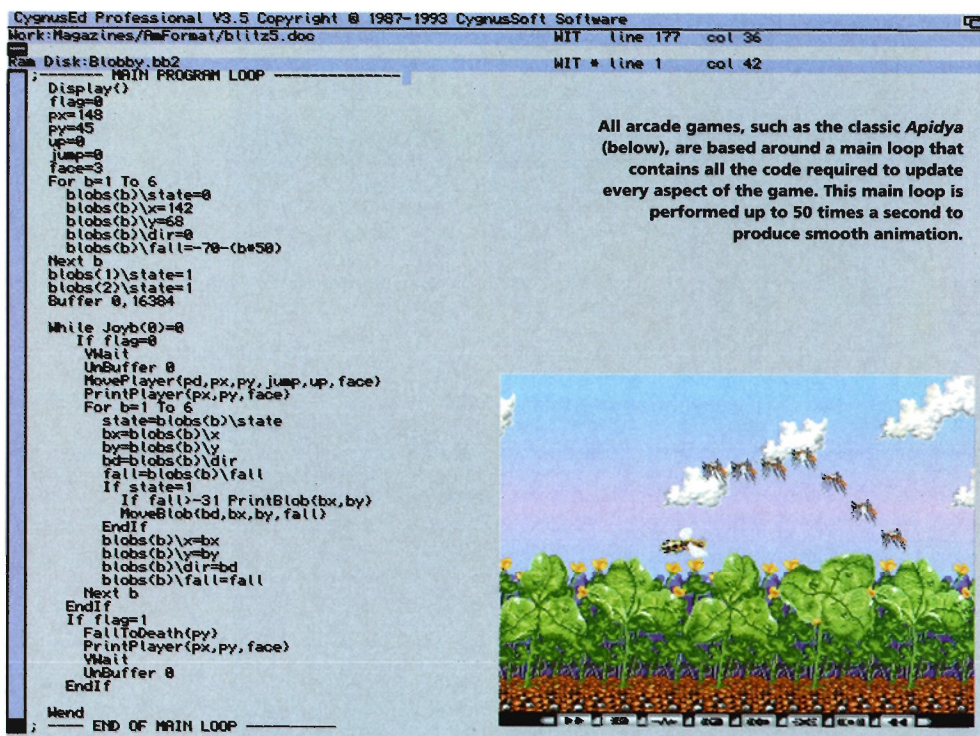 CygnusEd Professional V3.5 Copyright © 1987-1993 CygnusSoft Software
Work:Magazines/AmFormat/blitz5.doc WIT line 177 col 36
Ram Disk:Blobby.bb2 WIT * line 1 col 42
;------- MAIN PROGRAM LOOP --------------
Display()
flag=0
px=148
py=45
up=0
jump=0
face=3
For b=1 To 6
blobs(b)\state=0
blobs(b)\x=142
blobs(b)\y=68
blobs(b)\dir=0
blobs(b)\fall=-70-(b*50)
Next b
blobs(1)\state=1
blobs(2)\state=1
Buffer 0,16384
While Joyb(0)=0
If flag=0
VWait
UnBuffer 0
MovePlayer{pd,px,py,jump,up,face}
PrintPlayer{px,py,face}
For b=1 To 6
state=blobs(b)\state
bx=blobs(b)\x
by=blobs(b)\y
bd=blobs(b)\dir
fall=blobs(b)\fall
If state=1
If fall>-31 PrintBlob{bx,by}
MoveBlob{bd,bx,by,fall}
EndIf
blobs(b)\x=bx
blobs(b)\y=by
blobs(b)\dir=bd
blobs(b)\fall=fall
Next b
EndIf
If flag=1
FallToDeath{py}
PrintPlayer{px,py,face}
VWait
UnBuffer 0
EndIf
Wend
; ---- END OF MAIN LOOP ----------
All arcade games, such as the classic Apidya
(below), are based around a main loop that
contains all the code required to update
every aspect of the game. This main loop is
performed up to 50 times a second to
produce smooth animation.